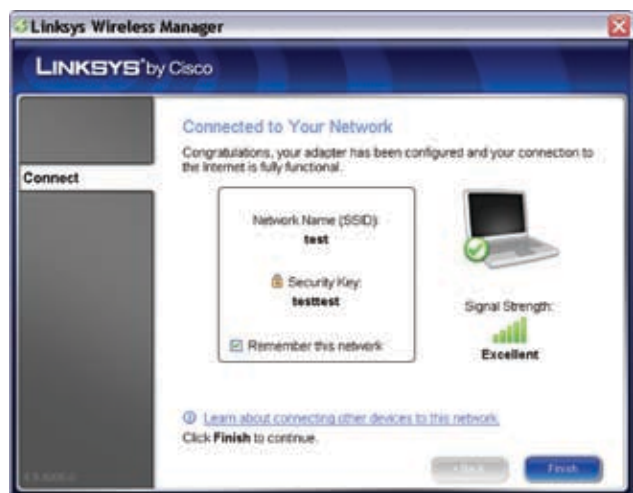 Linksys Wireless Manager
LINKSYS® by Cisco
Connect
Connected to Your Network
Congratulations, your adapter has been configured and your connection to
the Internet is fully functional.
Network Name (SSID):
test
Security Key:
testtest
Remember this network
Signal Strength:
Excellent
Learn about connecting other devices to this network.
Click Finish to continue.
Finish